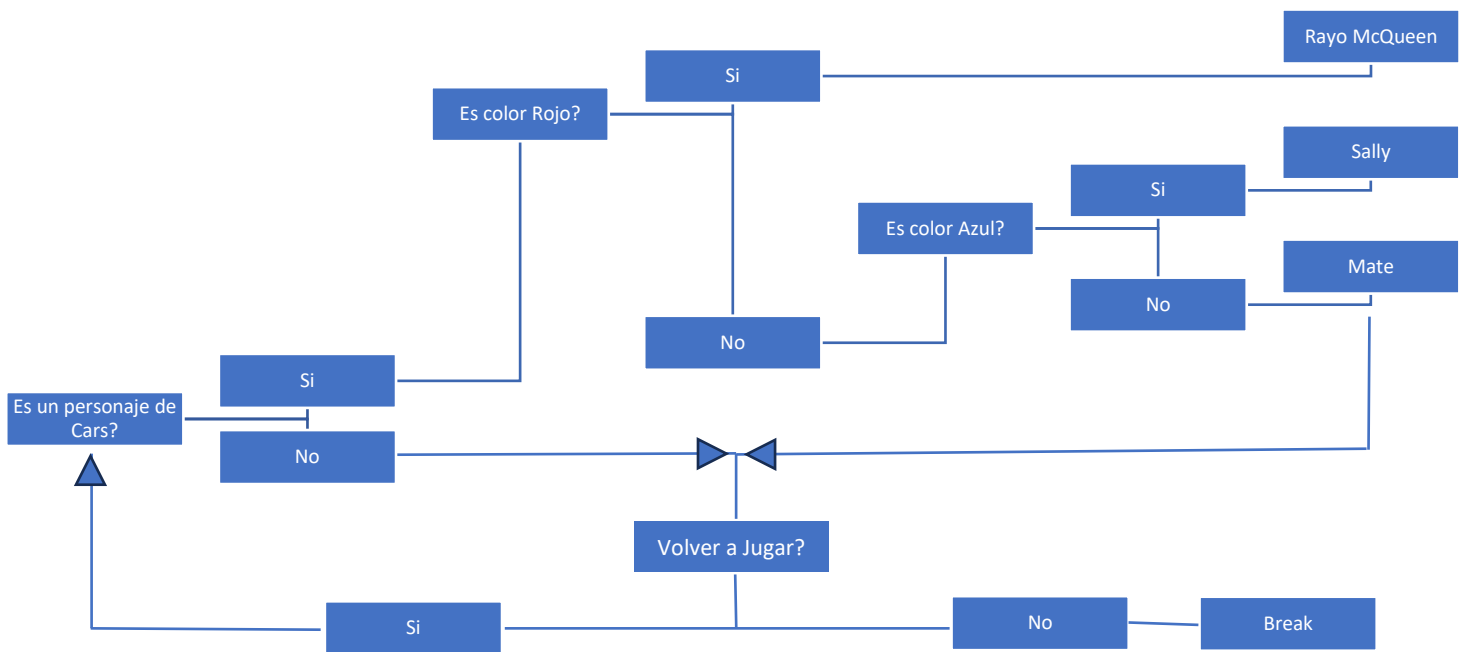 Rayo McQueen
Si
Es color Rojo?
Sally
Si
Es color Azul?
Mate
No
No
Si
Es un personaje de
Cars?
No
Volver a Jugar?
Si
No
Break